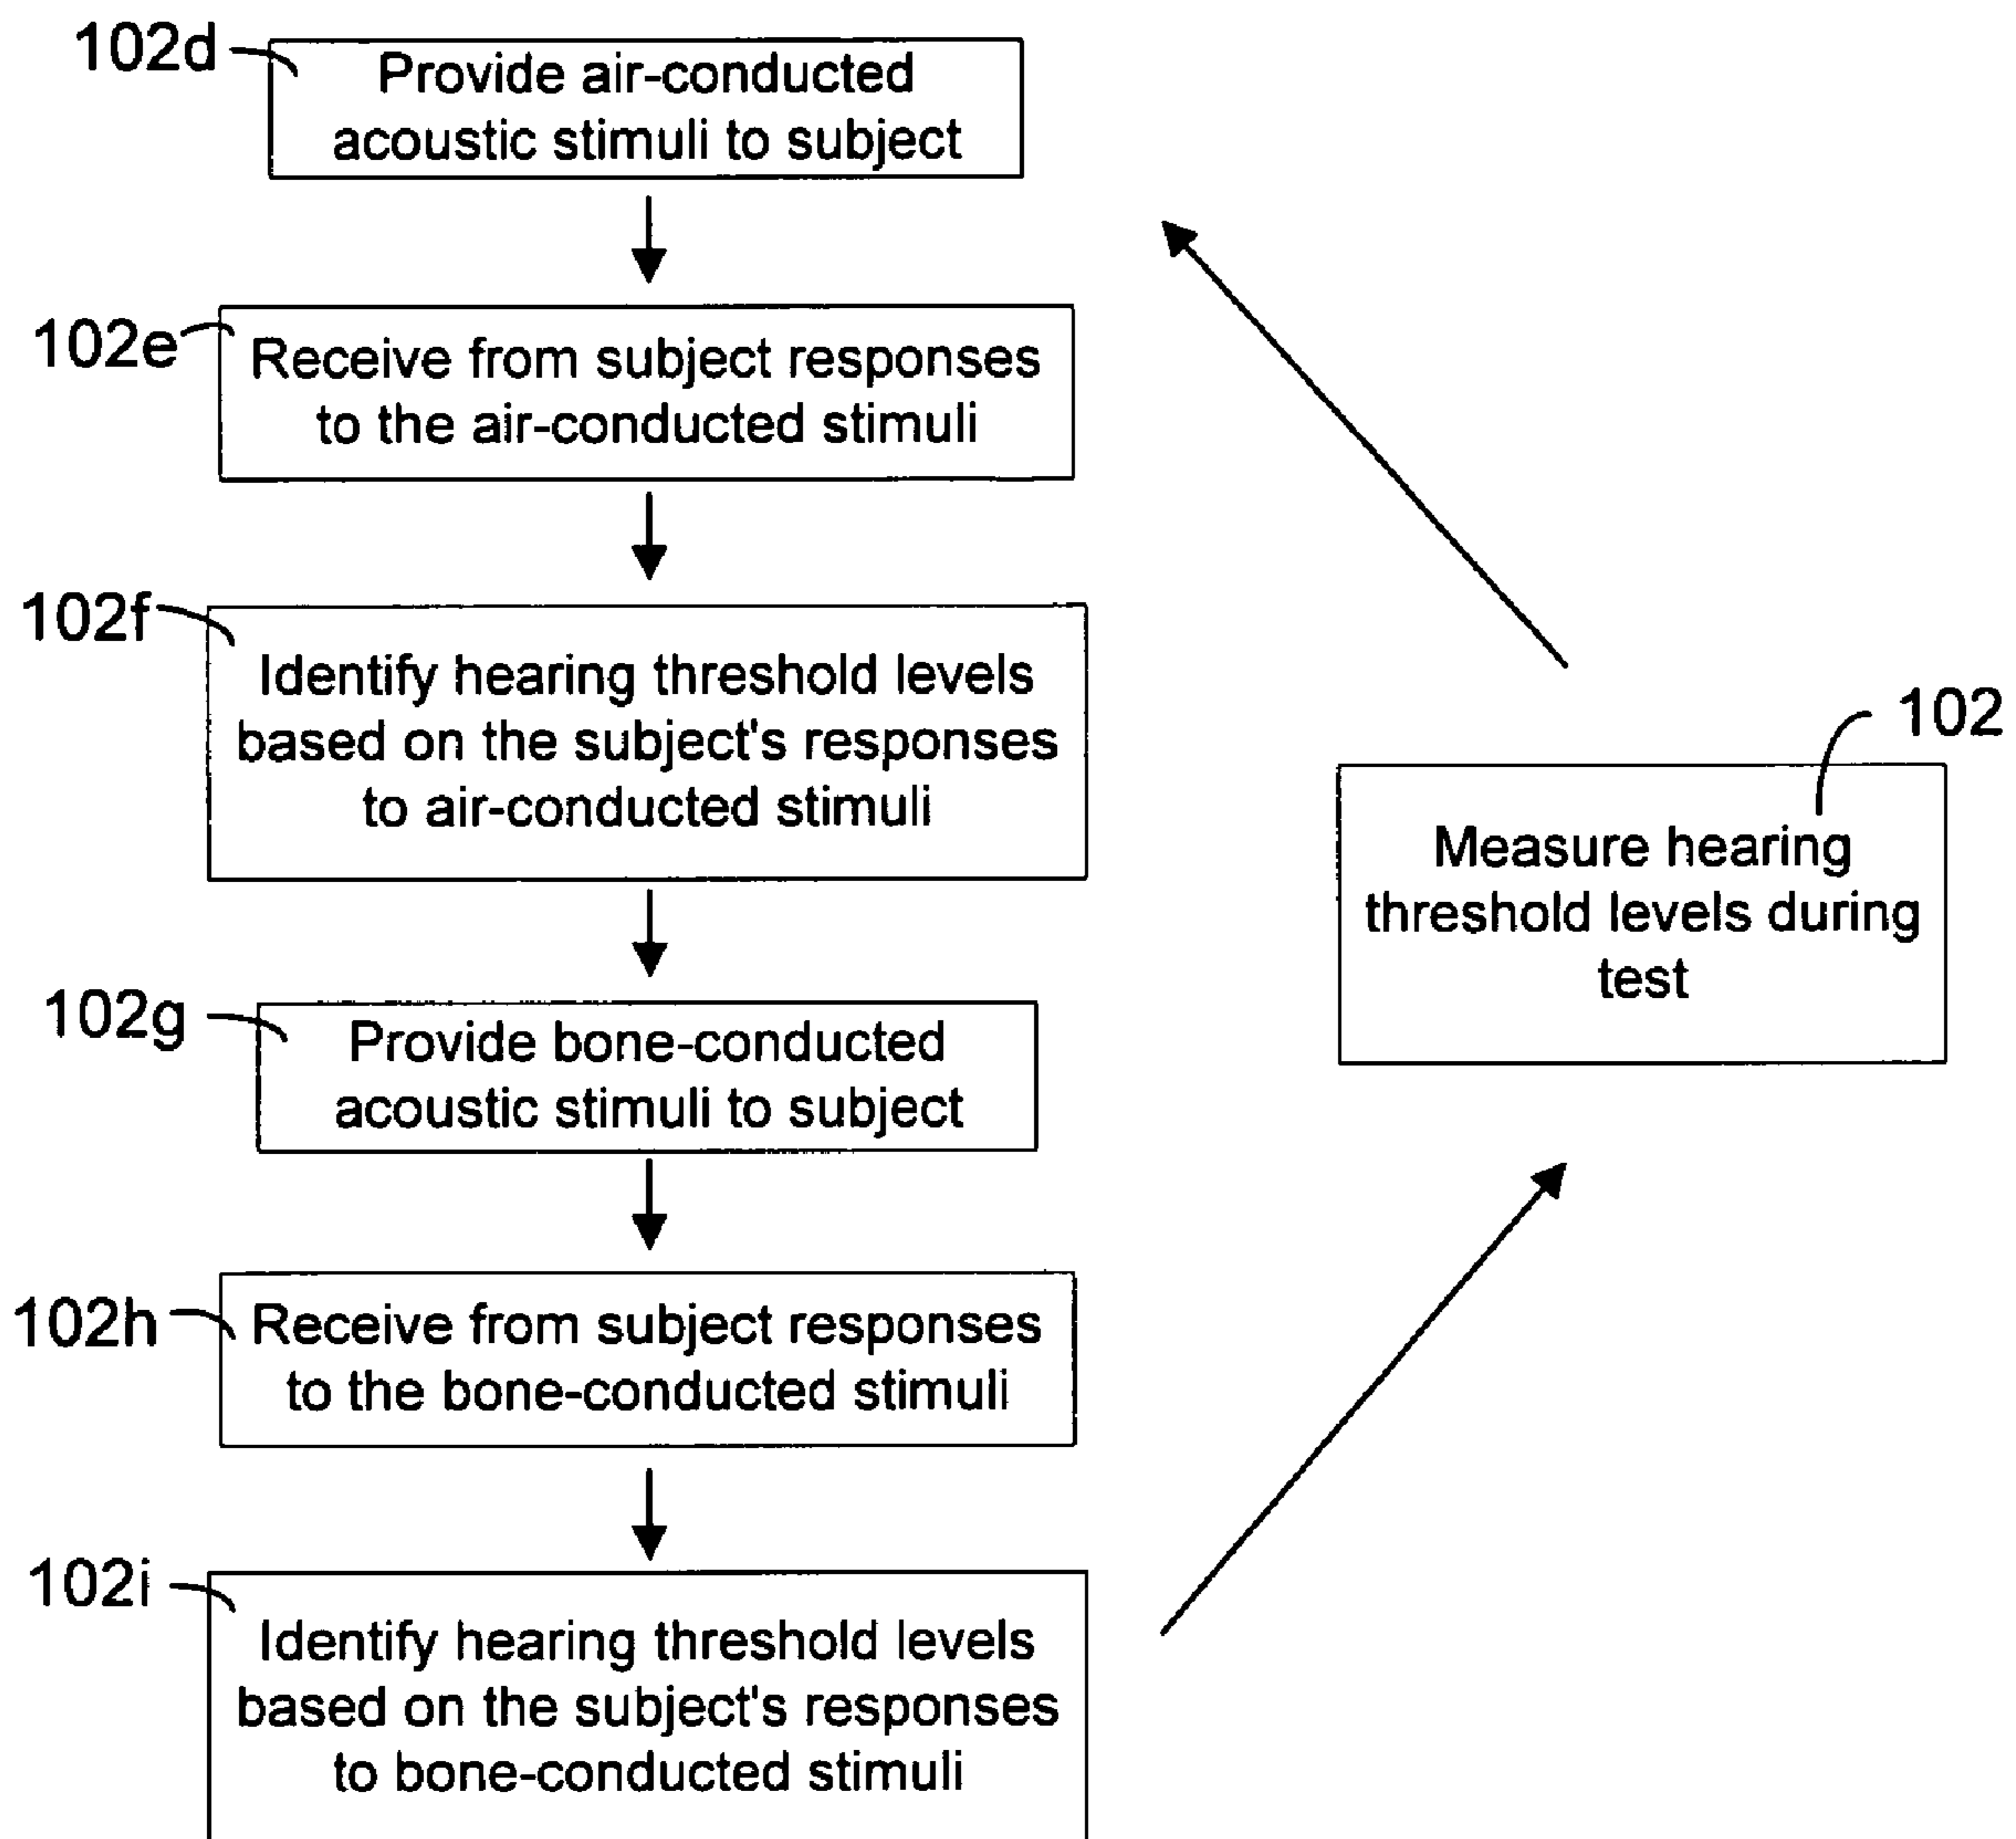 102d
Provide air-conducted
acoustic stimuli to subject
102e
Receive from subject responses
to the air-conducted stimuli
102f
Identify hearing threshold levels
based on the subject's responses
to air-conducted stimuli
102g
Provide bone-conducted
acoustic stimuli to subject
102h
Receive from subject responses
to the bone-conducted stimuli
102i
Identify hearing threshold levels
based on the subject's responses
to bone-conducted stimuli
102
Measure hearing
threshold levels during
test